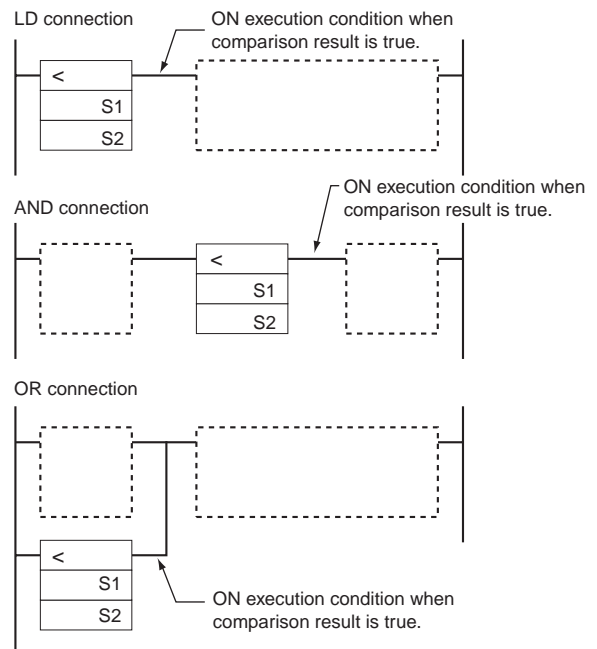 LD connection
ON execution condition when
comparison result is true.
<
S1
S2
AND connection
ON execution condition when
comparison result is true.
<
S1
S2
OR connection
<
S1
S2
ON execution condition when
comparison result is true.